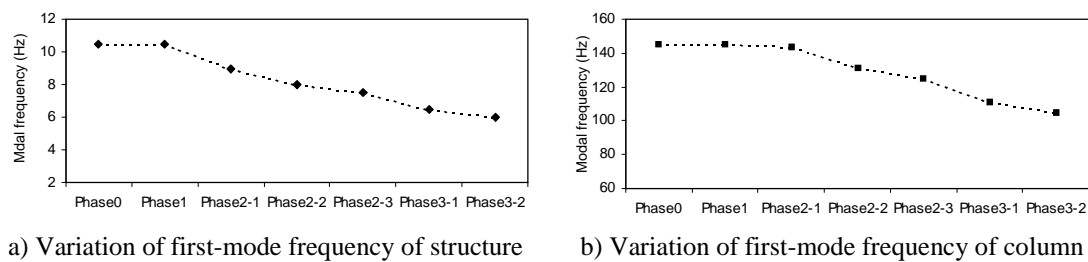 12
10
8
6
4
2
Mdal frequency (Hz)
Phase0 Phase1 Phase2-1 Phase2-2 Phase2-3 Phase3-1 Phase3-2
a) Variation of first-mode frequency of structure
160
140
120
100
80
60
Modal frequency (Hz)
Phase0 Phase1 Phase2-1 Phase2-2 Phase2-3 Phase3-1 Phase3-2
b) Variation of first-mode frequency of column